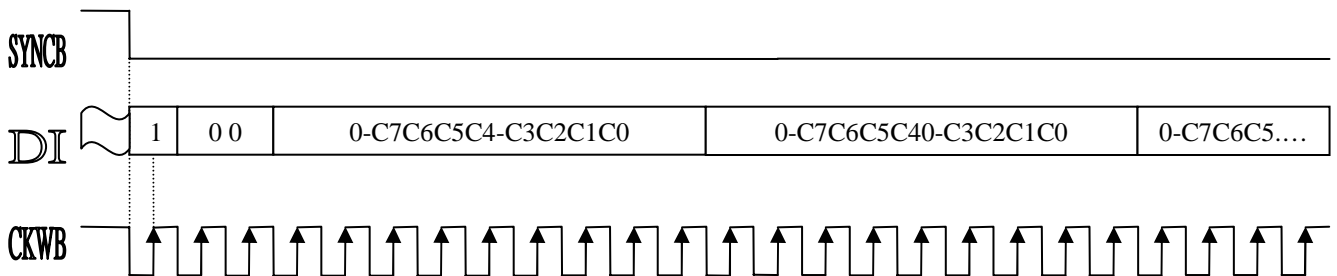 SYNCB
DI 1 0 0 0-C7C6C5C4-C3C2C1C0 0-C7C6C5C40-C3C2C1C0 0-C7C6C5.…
CKWB